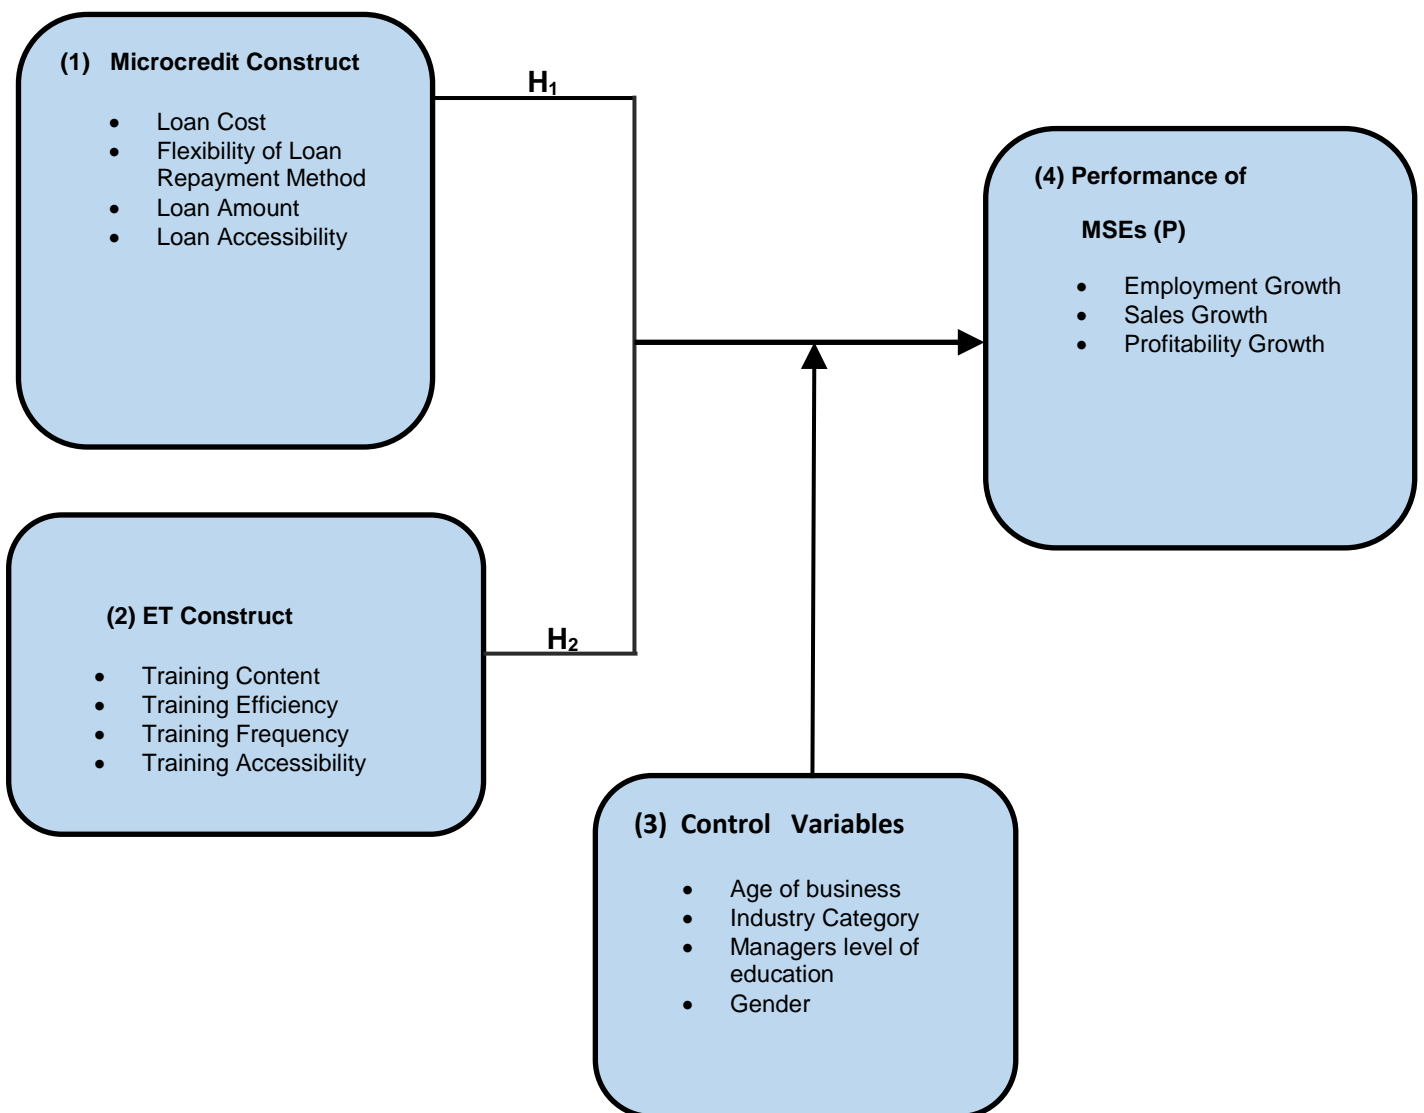 (1) Microcredit Construct
• Loan Cost
• Flexibility of Loan
Repayment Method
• Loan Amount
• Loan Accessibility
H₁
(4) Performance of
MSEs (P)
• Employment Growth
• Sales Growth
• Profitability Growth
(2) ET Construct
• Training Content
• Training Efficiency
• Training Frequency
• Training Accessibility
H₂
(3) Control Variables
• Age of business
• Industry Category
• Managers level of
education
• Gender